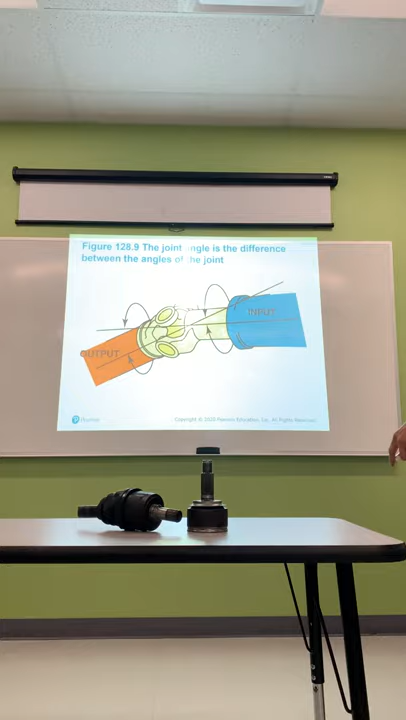 Figure 128.9 The joint angle is the difference
between the angles of the joint
INPUT
OUTPUT
Pearson
Copyright © 2020 Pearson Education, Inc. All Rights Reserved